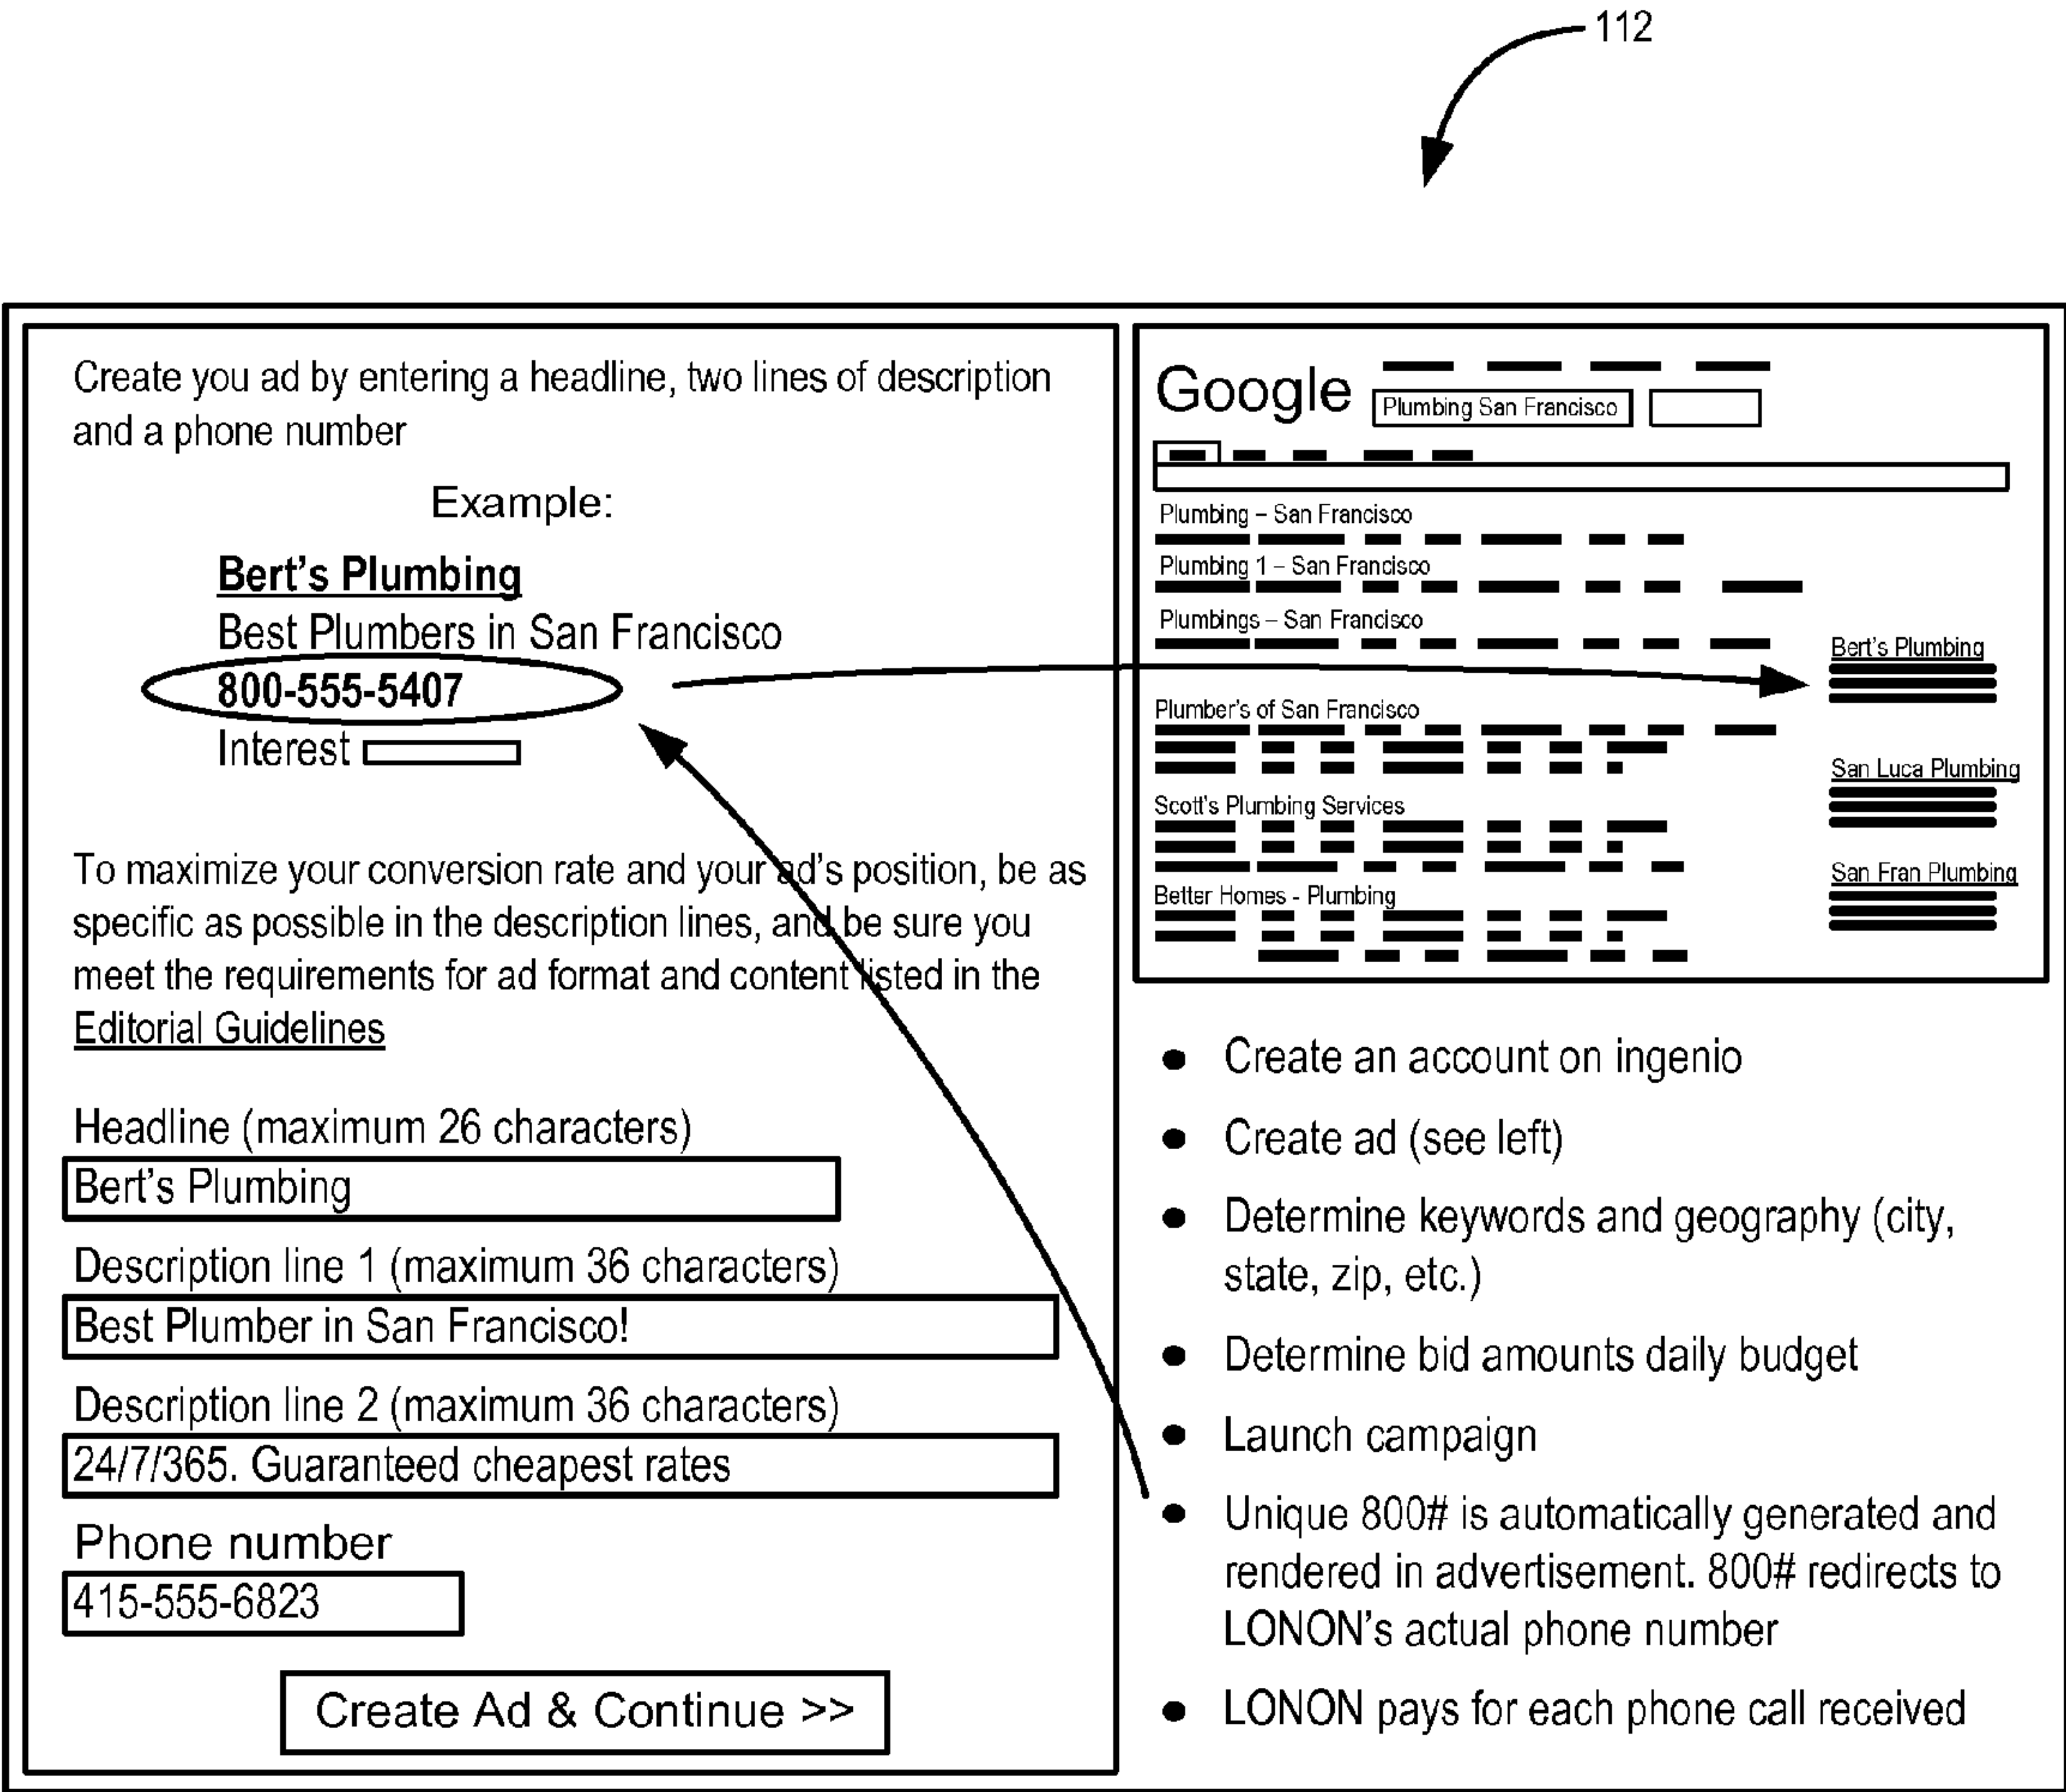 112
Create you ad by entering a headline, two lines of description
and a phone number
Example:
Bert's Plumbing
Best Plumbers in San Francisco
800-555-5407
Interest
To maximize your conversion rate and your ad's position, be as
specific as possible in the description lines, and be sure you
meet the requirements for ad format and content listed in the
Editorial Guidelines
Headline (maximum 26 characters)
Bert's Plumbing
Description line 1 (maximum 36 characters)
Best Plumber in San Francisco!
Description line 2 (maximum 36 characters)
24/7/365. Guaranteed cheapest rates
Phone number
415-555-6823
Create Ad & Continue >>
Google
Plumbing San Francisco
Plumbing – San Francisco
Plumbing 1 – San Francisco
Plumbings – San Francisco
Plumber's of San Francisco
Scott's Plumbing Services
Better Homes - Plumbing
Bert's Plumbing
San Luca Plumbing
San Fran Plumbing
● Create an account on ingenio
● Create ad (see left)
● Determine keywords and geography (city,
state, zip, etc.)
● Determine bid amounts daily budget
● Launch campaign
● Unique 800# is automatically generated and
rendered in advertisement. 800# redirects to
LONON's actual phone number
● LONON pays for each phone call received